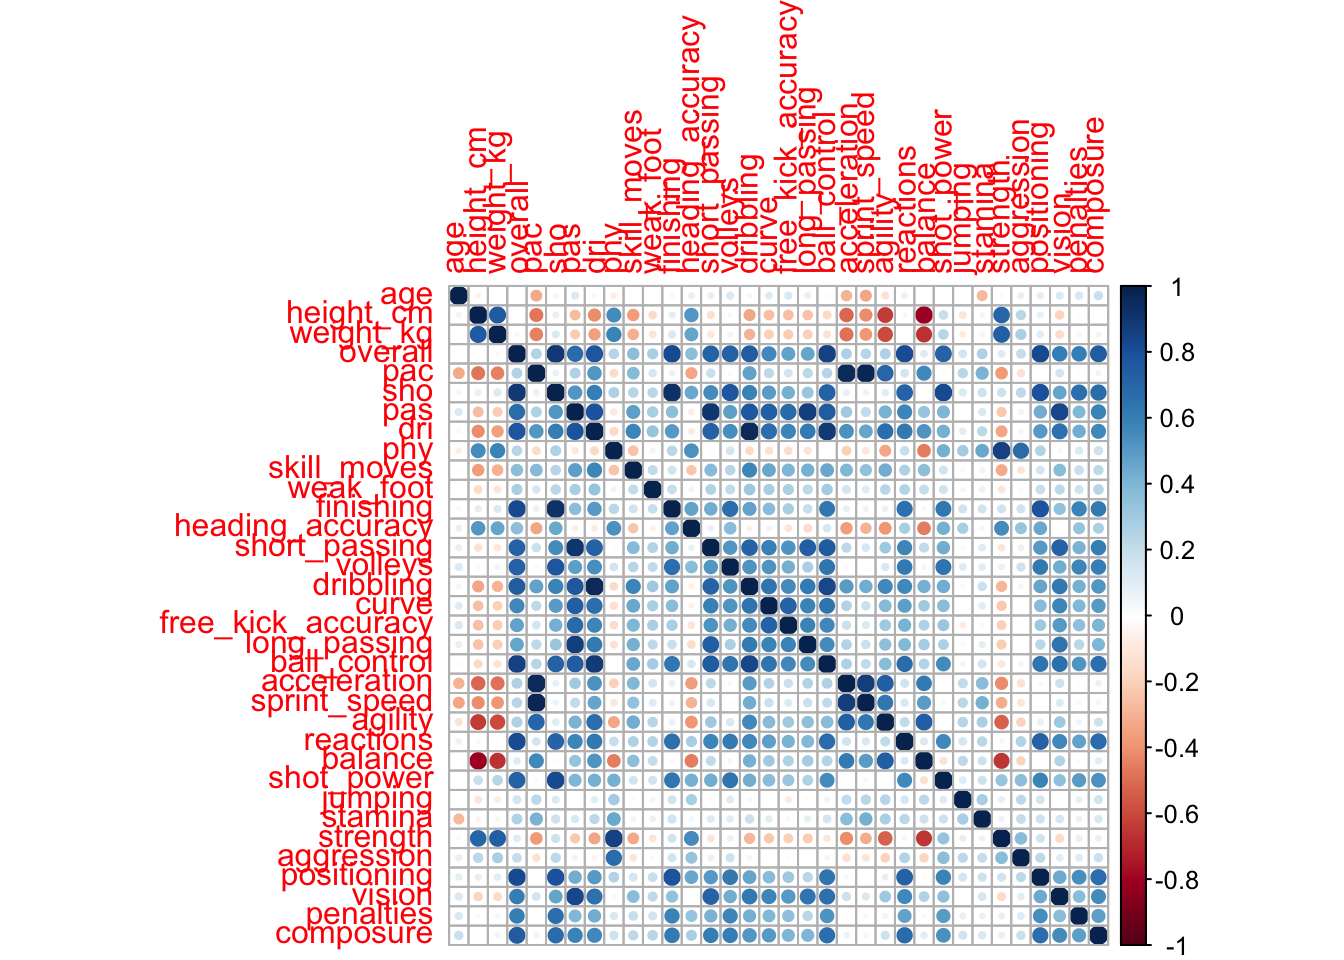 age
height_cm
weight_kg
overall
pac
sho
pas
dri
phy
skill_moves
weak_foot
finishing
heading_accuracy
short_passing
volleys
dribbling
curve
free_kick_accuracy
long_passing
ball_control
acceleration
sprint_speed
agility
reactions
balance
shot_power
jumping
stamina
strength
aggression
positioning
vision
penalties
composure
age
height_cm
weight_kg
overall
pac
sho
pas
dri
phy
skill_moves
weak_foot
finishing
heading_accuracy
short_passing
volleys
dribbling
curve
free_kick_accuracy
long_passing
ball_control
acceleration
sprint_speed
agility
reactions
balance
shot_power
jumping
stamina
strength
aggression
positioning
vision
penalties
composure
1
0.8
0.6
0.4
0.2
0
-0.2
-0.4
-0.6
-0.8
-1